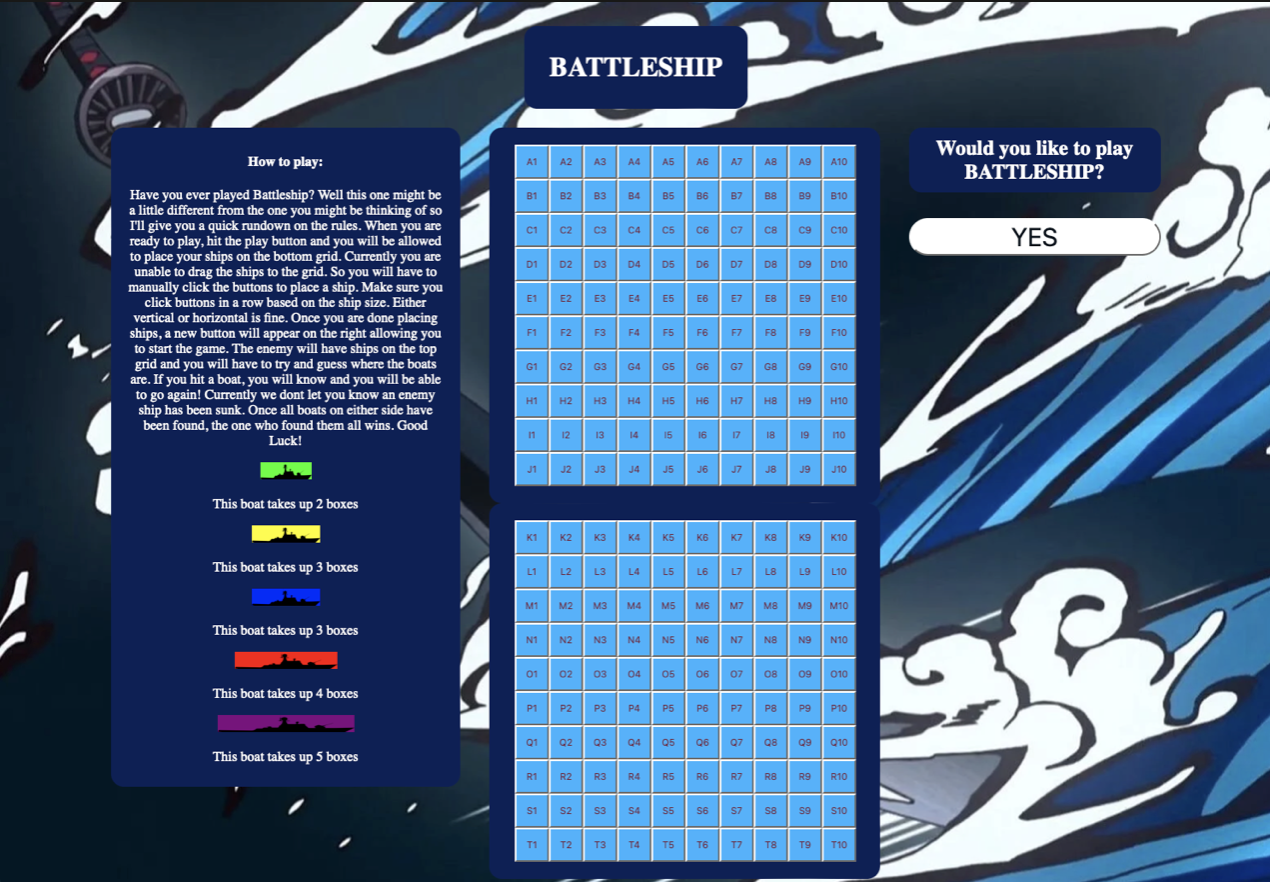 BATTLESHIP
How to play:
Have you ever played Battleship? Well this one might be
a little different from the one you might be thinking of so
I'll give you a quick rundown on the rules. When you are
ready to play, hit the play button and you will be allowed
to place your ships on the bottom grid. Currently you are
unable to drag the ships to the grid. So you will have to
manually click the buttons to place a ship. Make sure you
click buttons in a row based on the ship size. Either
vertical or horizontal is fine. Once you are done placing
ships, a new button will appear on the right allowing you
to start the game. The enemy will have ships on the top
grid and you will have to try and guess where the boats
are. If you hit a boat, you will know and you will be able
to go again! Currently we dont let you know an enemy
ship has been sunk. Once all boats on either side have
been found, the one who found them all wins. Good
Luck!
This boat takes up 2 boxes
This boat takes up 3 boxes
This boat takes up 3 boxes
This boat takes up 4 boxes
This boat takes up 5 boxes
A1 A2 A3 A4 A5 A6 A7 A8 A9 A10
B1 B2 B3 B4 B5 B6 B7 B8 B9 B10
C1 C2 C3 C4 C5 C6 C7 C8 C9 C10
D1 D2 D3 D4 D5 D6 D7 D8 D9 D10
E1 E2 E3 E4 E5 E6 E7 E8 E9 E10
F1 F2 F3 F4 F5 F6 F7 F8 F9 F10
G1 G2 G3 G4 G5 G6 G7 G8 G9 G10
H1 H2 H3 H4 H5 H6 H7 H8 H9 H10
I1 I2 I3 I4 I5 I6 I7 I8 I9 I10
J1 J2 J3 J4 J5 J6 J7 J8 J9 J10
K1 K2 K3 K4 K5 K6 K7 K8 K9 K10
L1 L2 L3 L4 L5 L6 L7 L8 L9 L10
M1 M2 M3 M4 M5 M6 M7 M8 M9 M10
N1 N2 N3 N4 N5 N6 N7 N8 N9 N10
O1 O2 O3 O4 O5 O6 O7 O8 O9 O10
P1 P2 P3 P4 P5 P6 P7 P8 P9 P10
Q1 Q2 Q3 Q4 Q5 Q6 Q7 Q8 Q9 Q10
R1 R2 R3 R4 R5 R6 R7 R8 R9 R10
S1 S2 S3 S4 S5 S6 S7 S8 S9 S10
T1 T2 T3 T4 T5 T6 T7 T8 T9 T10
Would you like to play
BATTLESHIP?
YES